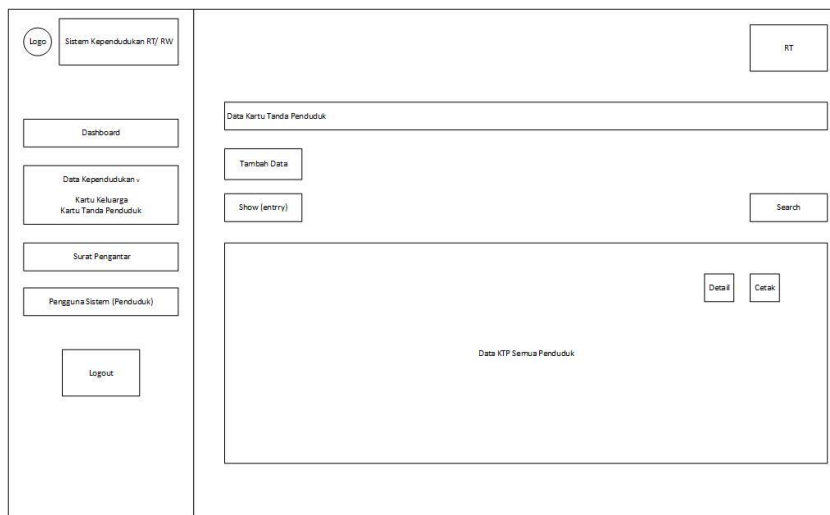 Logo
Sistem Kependudukan RT/ RW
RT
Dashboard
Data Kependudukan v
Kartu Keluarga
Kartu Tanda Penduduk
Surat Pengantar
Pengguna Sistem (Penduduk)
Logout
Data Kartu Tanda Penduduk
Tambah Data
Show (entrry)
Search
Detail
Cetak
Data KTP Semua Penduduk